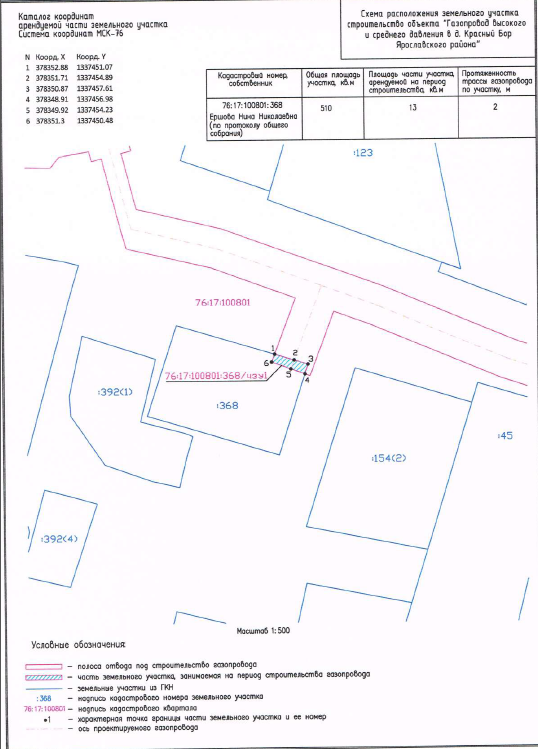 Каталог координат
арендуемой части земельного участка
Система координат МСК-76
N Коорд. X Коорд. Y
1 378352.88 1337451.07
2 378351.71 1337454.89
3 378350.87 1337457.61
4 378348.91 1337456.98
5 378349.92 1337454.23
6 378351.3 1337450.48
Схема расположения земельного участка
строительство объекта "Газопровод высокого
и среднего давления в д. Красный Бор
Ярославского района"
Кадастровый номер, собственник
Общая площадь участка, кв.м
Площадь части участка, арендуемой на период строительства, кв.м
Протяженность трассы газопровода по участку, м
76:17:100801:368
Ершова Нина Николаевна
(по протоколу общего
собрания)
510
13
2
:123
76:17:100801
1
2
3
6
5
4
76:17:100801:368/чзу1
:392(1)
:368
:45
:154(2)
:392(4)
Масштаб 1:500
Условные обозначения:
– полоса отвода под строительство газопровода
– часть земельного участка, занимаемая на период строительства газопровода
– земельные участки из ГКН
:368 – надпись кадастрового номера земельного участка
76:17:100801 – надпись кадастрового квартала
•1 – характерная точка границы части земельного участка и ее номер
– ось проектируемого газопровода